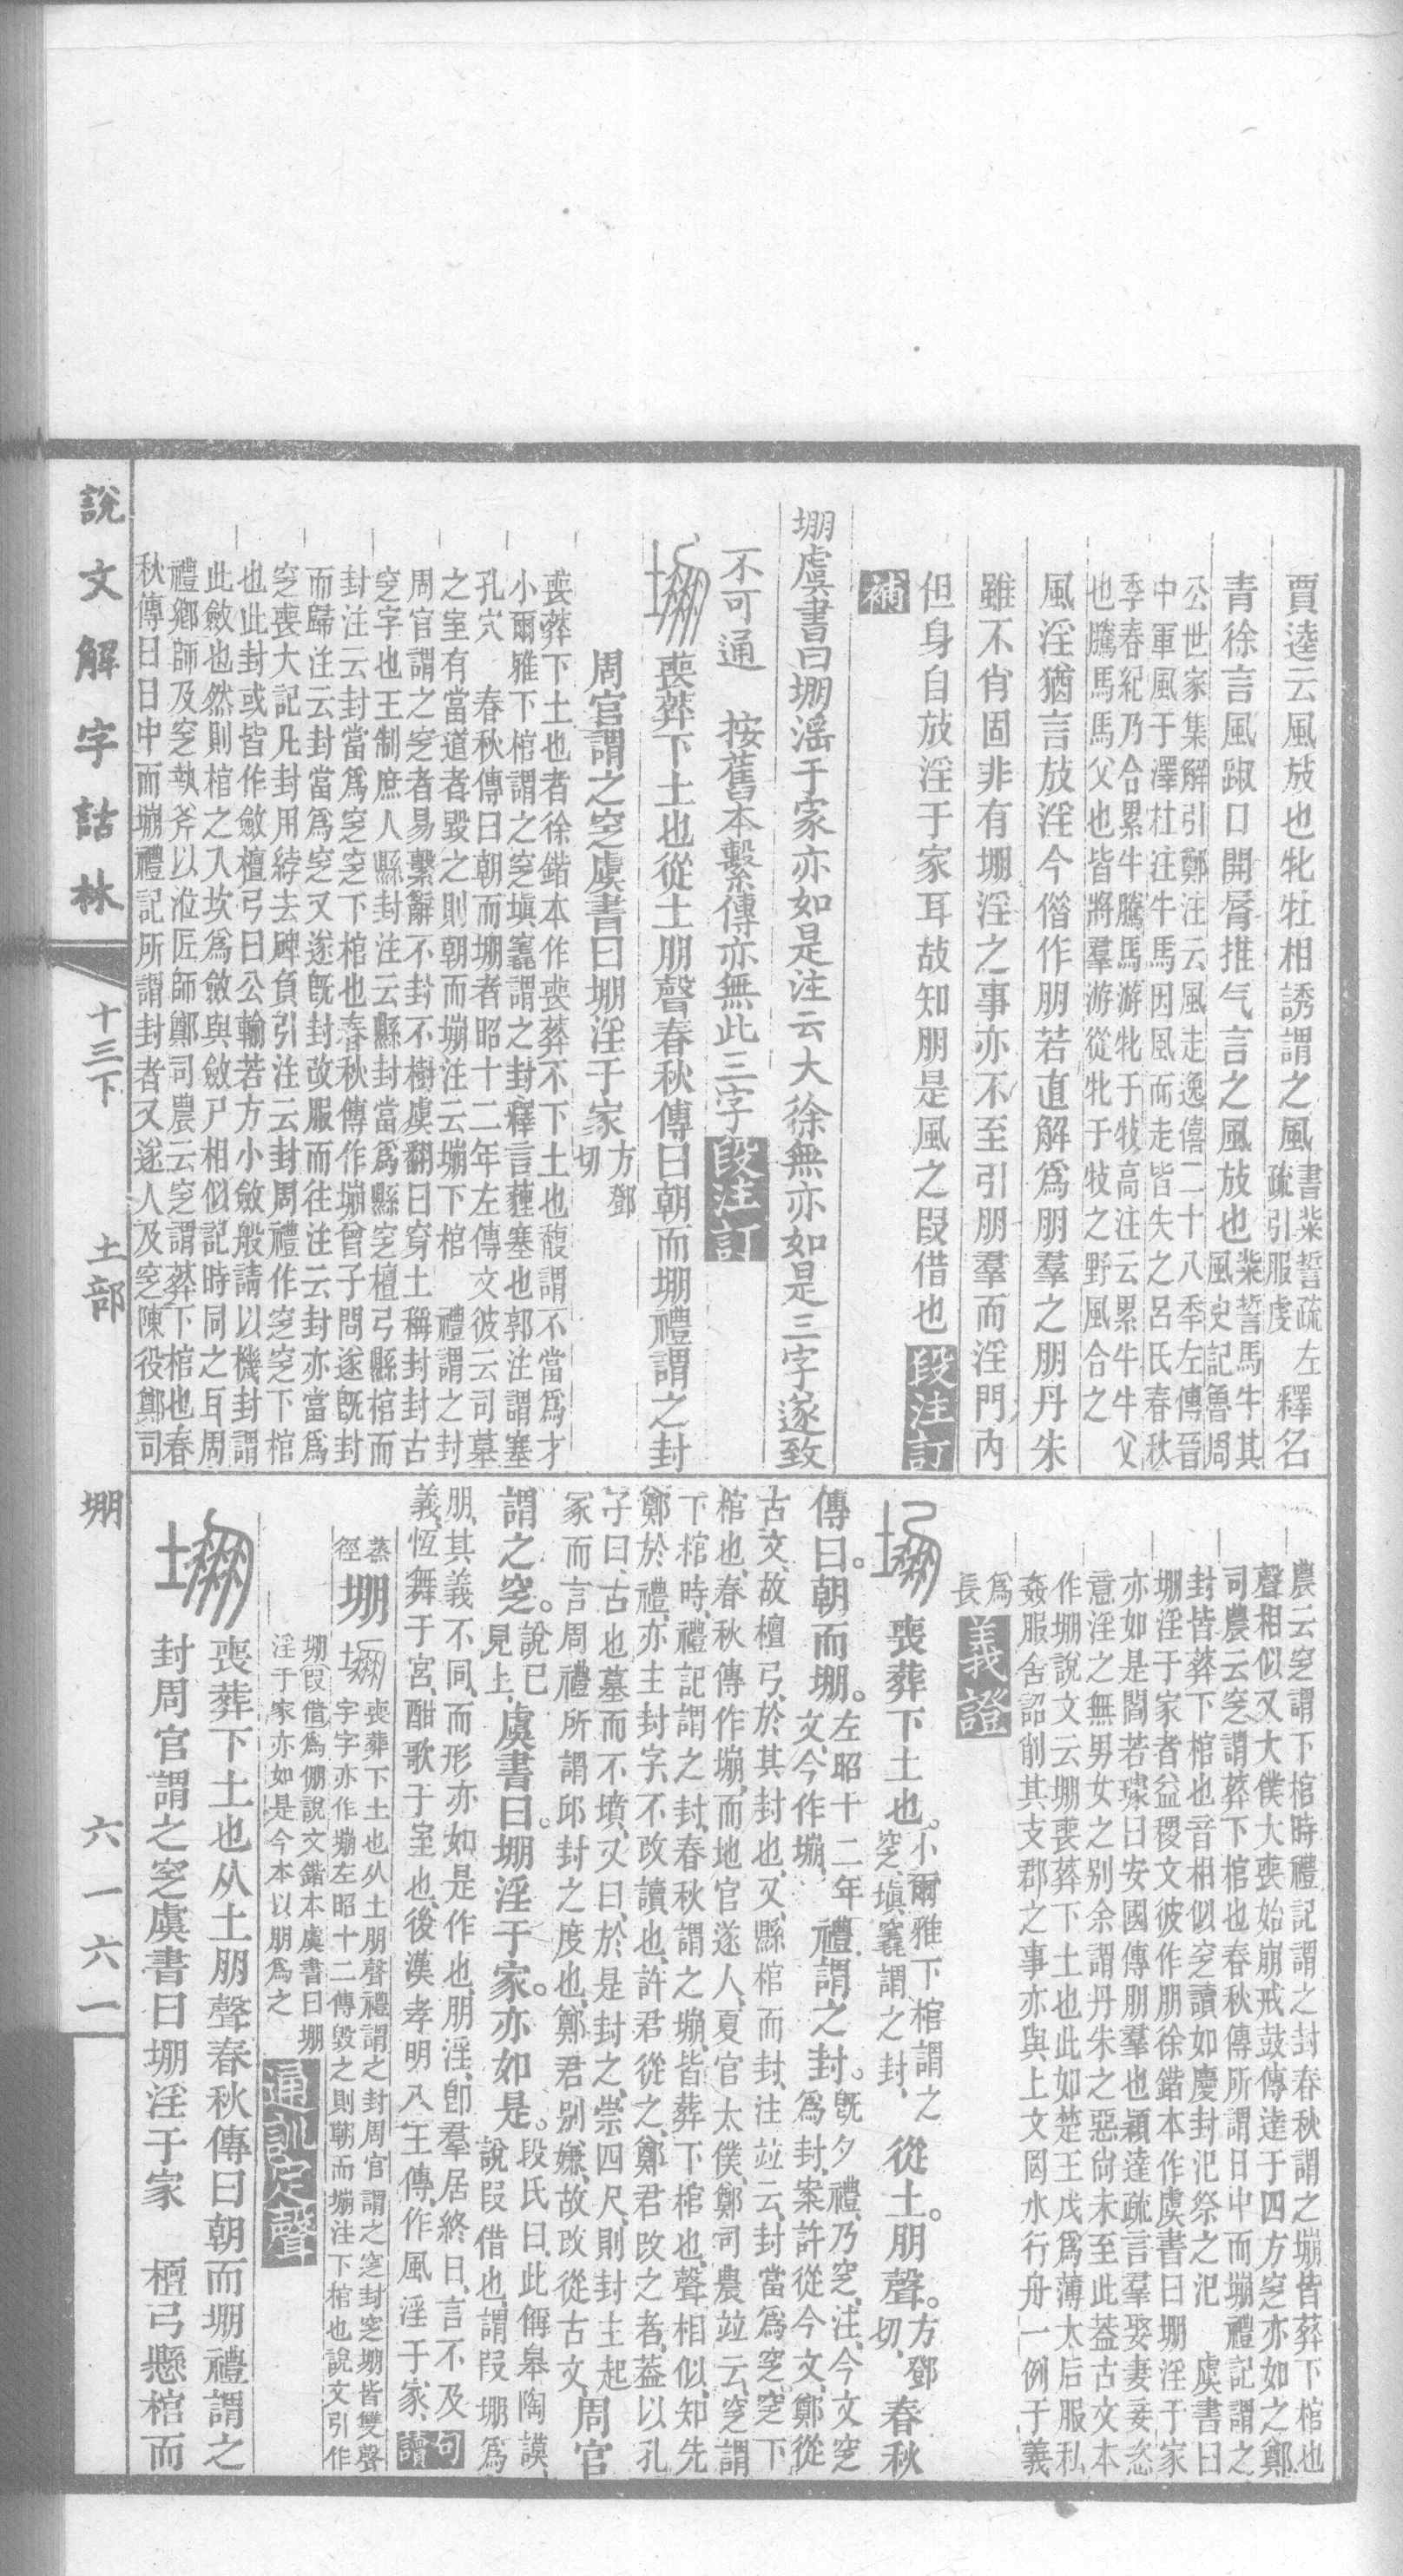 賈逵云風放也牝牡相誘謂之風書粊誓疏左疏引服虔釋名
青徐言風踧口開脣推气言之風放也粊誓馬牛其風史記魯周
公世家集解引鄭注云風走逸僖二十八季左傳晉
中軍風于澤杜注牛馬因風而走皆失之呂氏春秋
季春紀乃合累牛騰馬游牝于牧高注云累牛牛父
也騰馬馬父也皆將羣游從牝于牧之野風合之
風淫猶言放淫今僭作朋若直解爲朋羣之朋丹朱
雖不肖固非有堋淫之事亦不至引朋羣而淫門內
但身自放淫于家耳故知朋是風之叚借也段注訂
補
堋虞書曰堋滛于家亦如是注云大徐無亦如是三字遂致
不可通 按舊本繫傳亦無此三字段注訂
喪葬下土也從土朋聲春秋傳曰朝而堋禮謂之封
周官謂之窆虞書曰堋淫于家方鄧切
喪葬下土也者徐鍇本作喪葬不下土也馥謂不當爲才
小爾雅下棺謂之窆塡竁謂之封釋言薶塞也郭注謂塞
孔穴 春秋傳曰朝而堋者昭十二年左傳文彼云司墓
之室有當道者毀之則朝而塴注云塴下棺 禮謂之封
周官謂之窆者易繫辭不封不樹虞翻曰穿土稱封封古
窆字也王制庶人縣封注云縣封當爲縣窆檀弓縣棺而
封注云封當爲窆窆下棺也春秋傳作塴曾子問遂旣封
而歸注云封當爲窆又遂旣封改服而往注云封亦當爲
窆喪大記凡封用綍去碑負引注云封周禮作窆窆下棺
也此封或皆作斂檀弓曰公輸若方小斂般請以機封謂
此斂也然則棺之入坎爲斂與斂尸相似記時同之耳周
禮鄉師及窆執斧以涖匠師鄭司農云窆謂葬下棺也春
秋傳曰日中而塴禮記所謂封者又遂人及窆陳役鄭司
農云窆謂下棺時禮記謂之封春秋謂之塴皆葬下棺也
聲相似又大僕大喪始崩戒鼓傳達于四方窆亦如之鄭
司農云窆謂葬下棺也春秋傳所謂日中而塴禮記謂之
封皆葬下棺也音相似窆讀如慶封氾祭之氾 虞書曰
堋淫于家者益稷文彼作朋徐鍇本作虞書曰堋淫于家
亦如是閻若璩曰安國傳朋羣也穎達疏言羣娶妻妾恣
意淫之無男女之別余謂丹朱之惡尙未至此葢古文本
作堋說文云堋喪葬下土也此如楚王戊爲薄太后服私
姦服舍詔削其支郡之事亦與上文罔水行舟一例于義
爲長義證
喪葬下土也。小爾雅下棺謂之窆、塡竁謂之封、從土。朋聲。方鄧切、春秋
傳曰。朝而堋。左昭十二年文、今作塴、禮謂之封。旣夕禮、乃窆、注、今文窆爲封、案許從今文、鄭從
古文、故檀弓、於其封也、又、縣棺而封、注竝云、封當爲窆、窆下
棺也、春秋傳作塴、而地官遂人、夏官太僕、鄭司農竝云、窆謂
下棺時、禮記謂之封、春秋謂之塴、皆葬下棺也、聲相似、知先
鄭於禮、亦主封字、不改讀也、許君從之、鄭君改之者、葢以孔
子曰、古也墓而不墳、又曰、於是封之、崇四尺、則封主起
冢而言周禮所謂邱封之度也、鄭君別嫌、故改從古文、周官
謂之窆。說已見上、虞書曰。堋淫于家。亦如是。段氏曰、此偁皋陶謨、說叚借也、謂叚堋爲
朋、其義不同、而形亦如是作也、朋淫、卽羣居終日、言不及
義、恆舞于宮、酣歌于室也、後漢孝明八王傳、作風淫于家、句讀
蒸徑堋喪葬下土也从土朋聲禮謂之封周官謂之窆封窆堋皆雙聲
字字亦作塴左昭十二傳毀之則朝而塴注下棺也說文引作
堋叚借爲倗說文鍇本虞書曰堋
淫于家亦如是今本以朋爲之通訓定聲
喪葬下土也从土朋聲春秋傳曰朝而堋禮謂之
封周官謂之窆虞書曰堋淫于家 檀弓懸棺而
說文解字詁林 十三下 土部 堋 六一六一